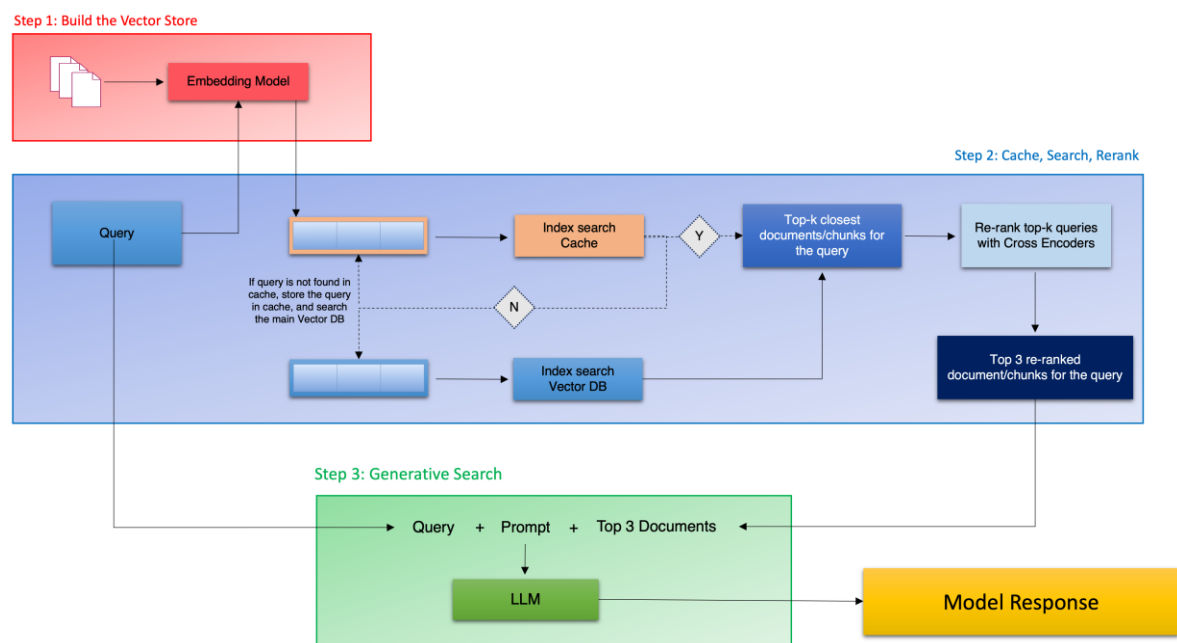 Step 1: Build the Vector Store
Embedding Model
Step 2: Cache, Search, Rerank
Query
Index search
Cache
Y
Top-k closest
documents/chunks for
the query
Re-rank top-k queries
with Cross Encoders
If query is not found in
cache, store the query
in cache, and search
the main Vector DB
N
Index search
Vector DB
Top 3 re-ranked
document/chunks for the query
Step 3: Generative Search
Query + Prompt + Top 3 Documents
LLM
Model Response